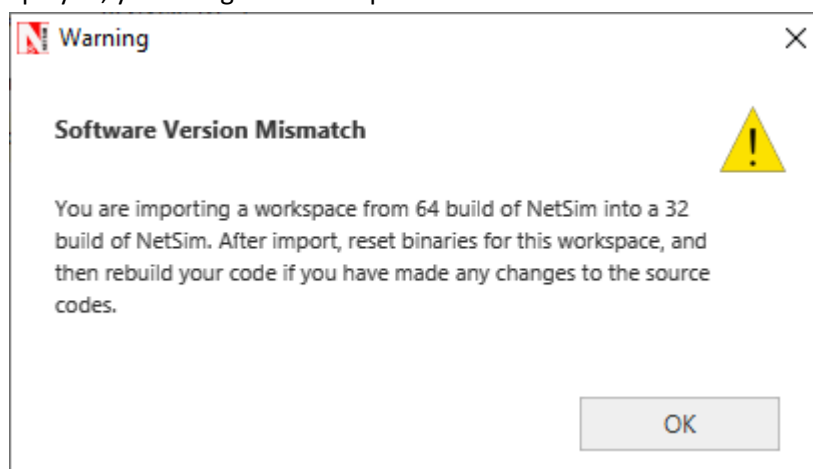 Warning
Software Version Mismatch
You are importing a workspace from 64 build of NetSim into a 32
build of NetSim. After import, reset binaries for this workspace, and
then rebuild your code if you have made any changes to the source
codes.
OK